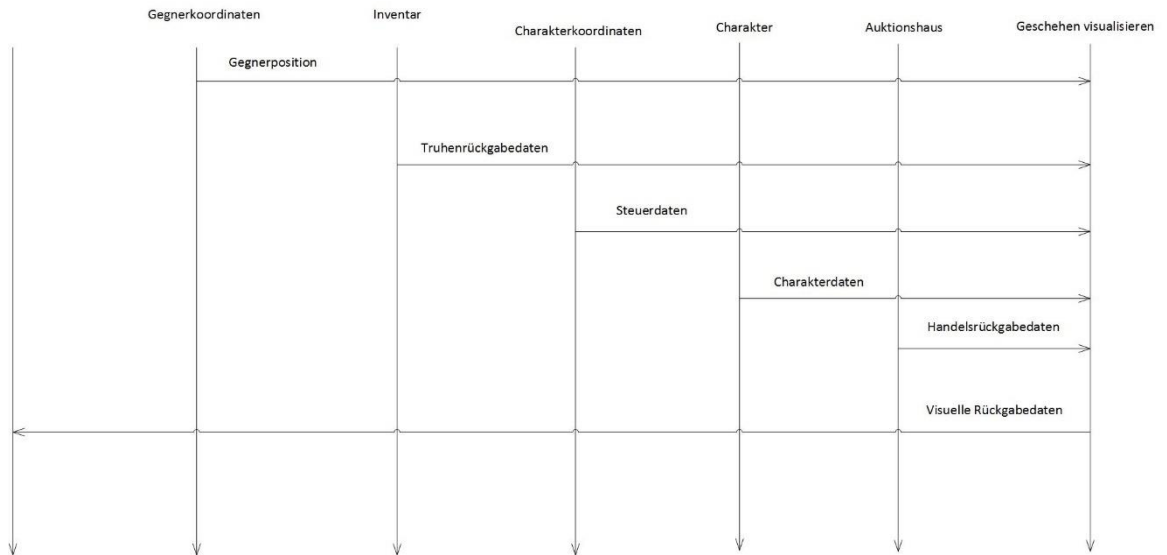 Gegnerkoordinaten
Inventar
Charakterkoordinaten
Charakter
Auktionshaus
Geschehen visualisieren
Gegnerposition
Truhenrückgabedaten
Steuerdaten
Charakterdaten
Handelsrückgabedaten
Visuelle Rückgabedaten